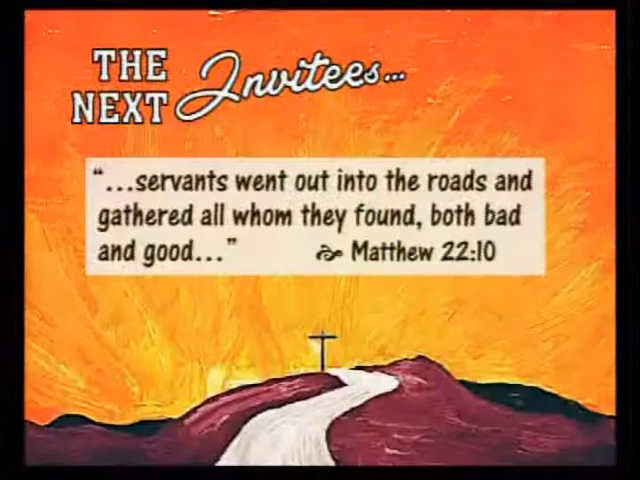 THE
NEXT Invitees...
“...servants went out into the roads and
gathered all whom they found, both bad
and good...” Matthew 22:10